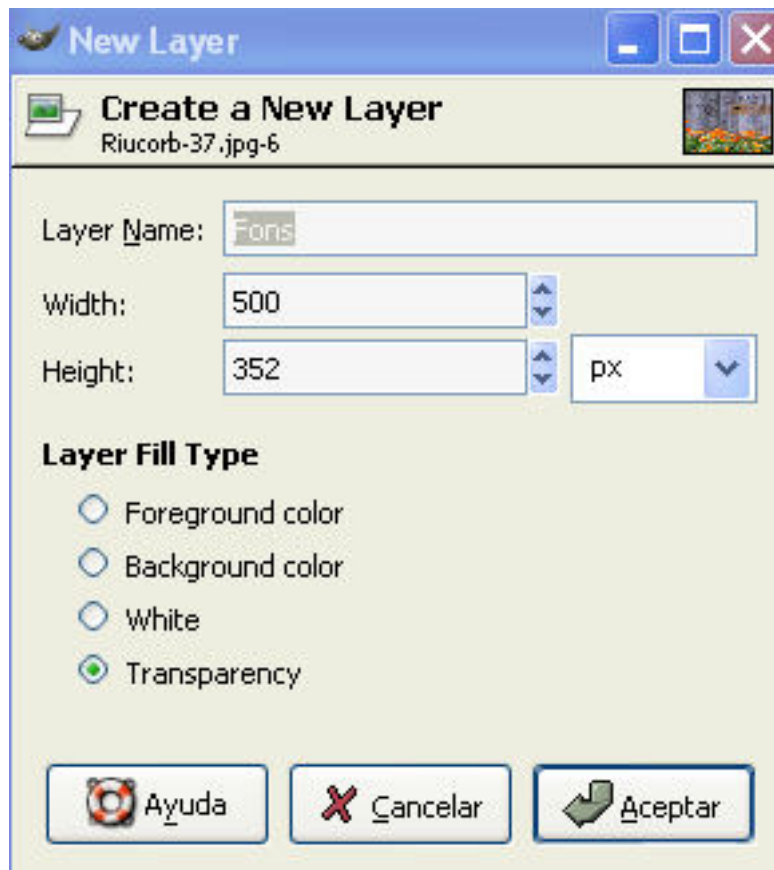 New Layer
Create a New Layer
Riucorb-37.jpg-6
Layer Name: Fons
Width: 500
Height: 352 px
Layer Fill Type
Foreground color
Background color
White
Transparency
Ayuda Cancelar Aceptar